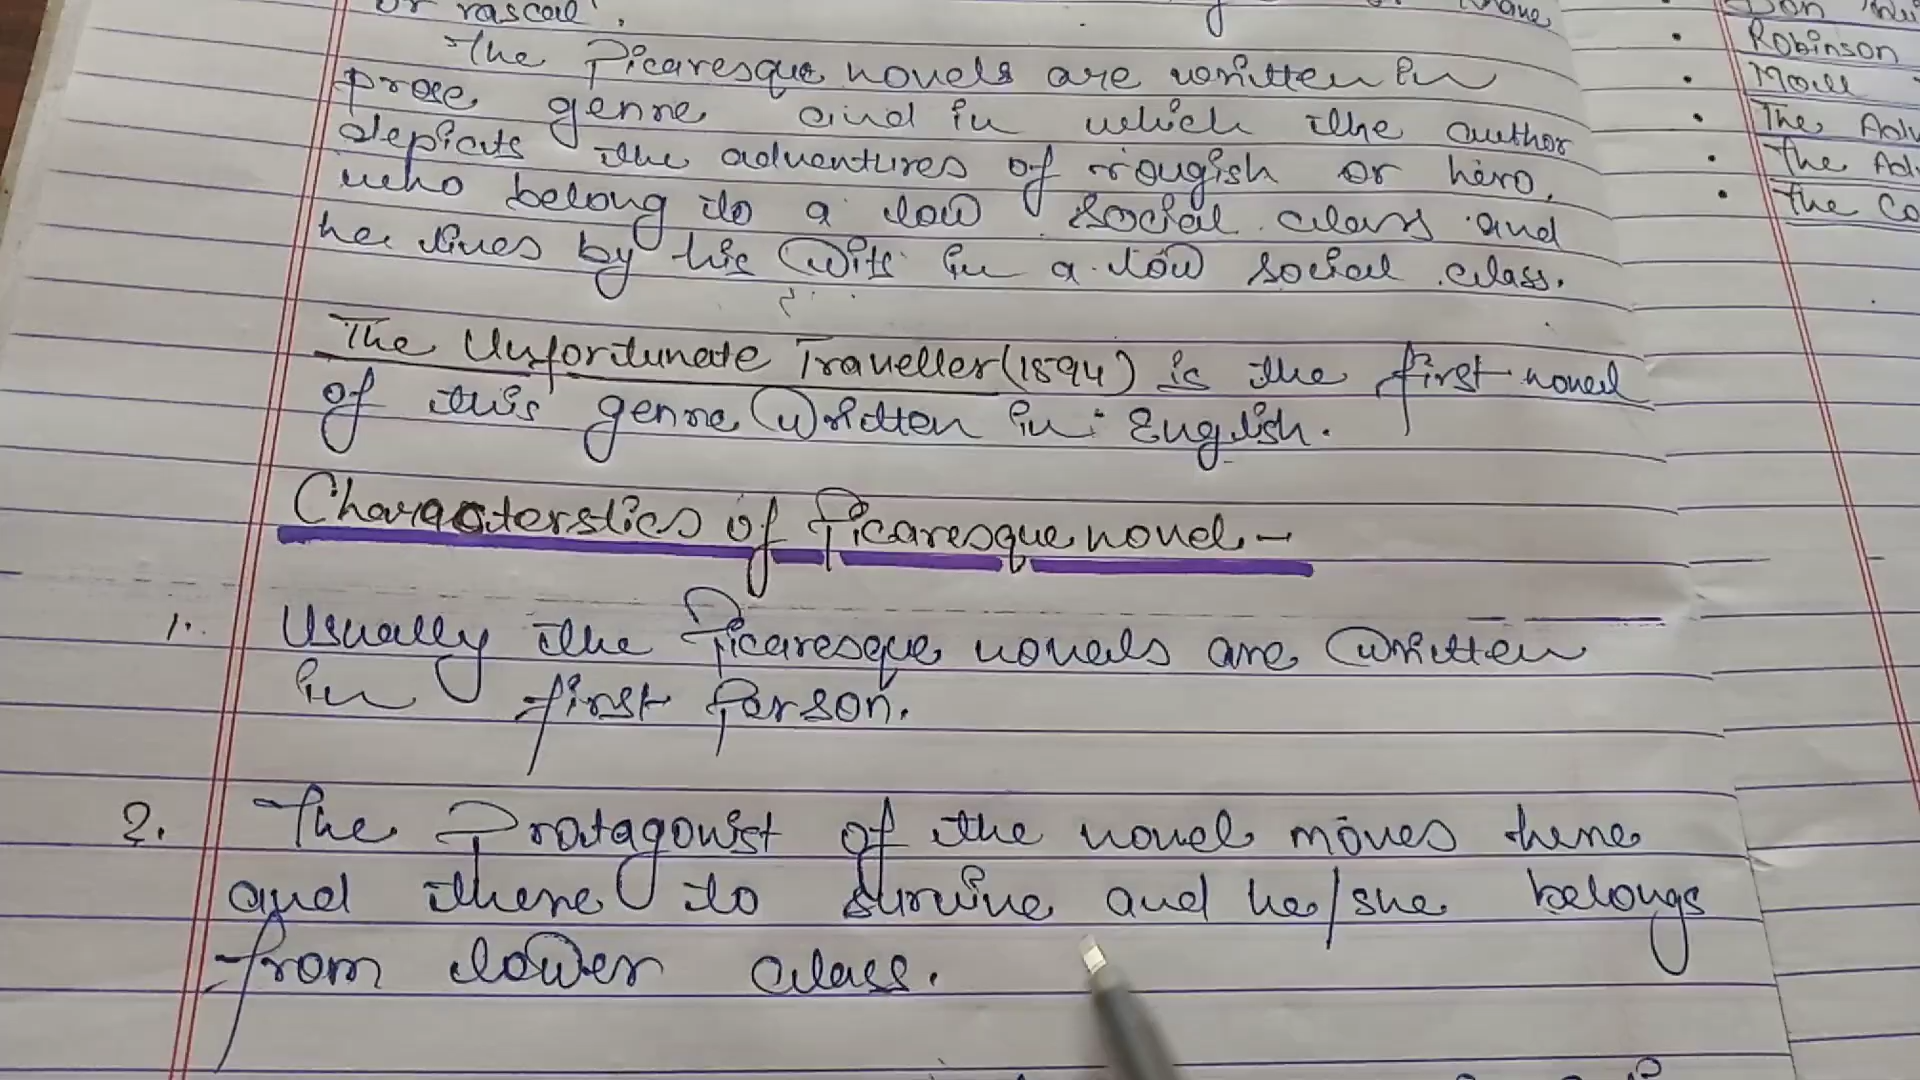 or rascal'.
The Picaresque novels are written in
prose genre and in which the author
depicts the adventures of rougish or hero,
who belong to a low social class and
he lives by his wits in a low social class.
The Unfortunate Traveller (1594) is the first novel
of this genre written in English.
Characterstics of Picaresque novel -
1. Usually the Picaresque novels are written
in first person.
2. The Protagonist of the novel moves here
and there to survive and he/she belongs
from lower class.
Robinson
Moll
The Adv
The Ad
The Co